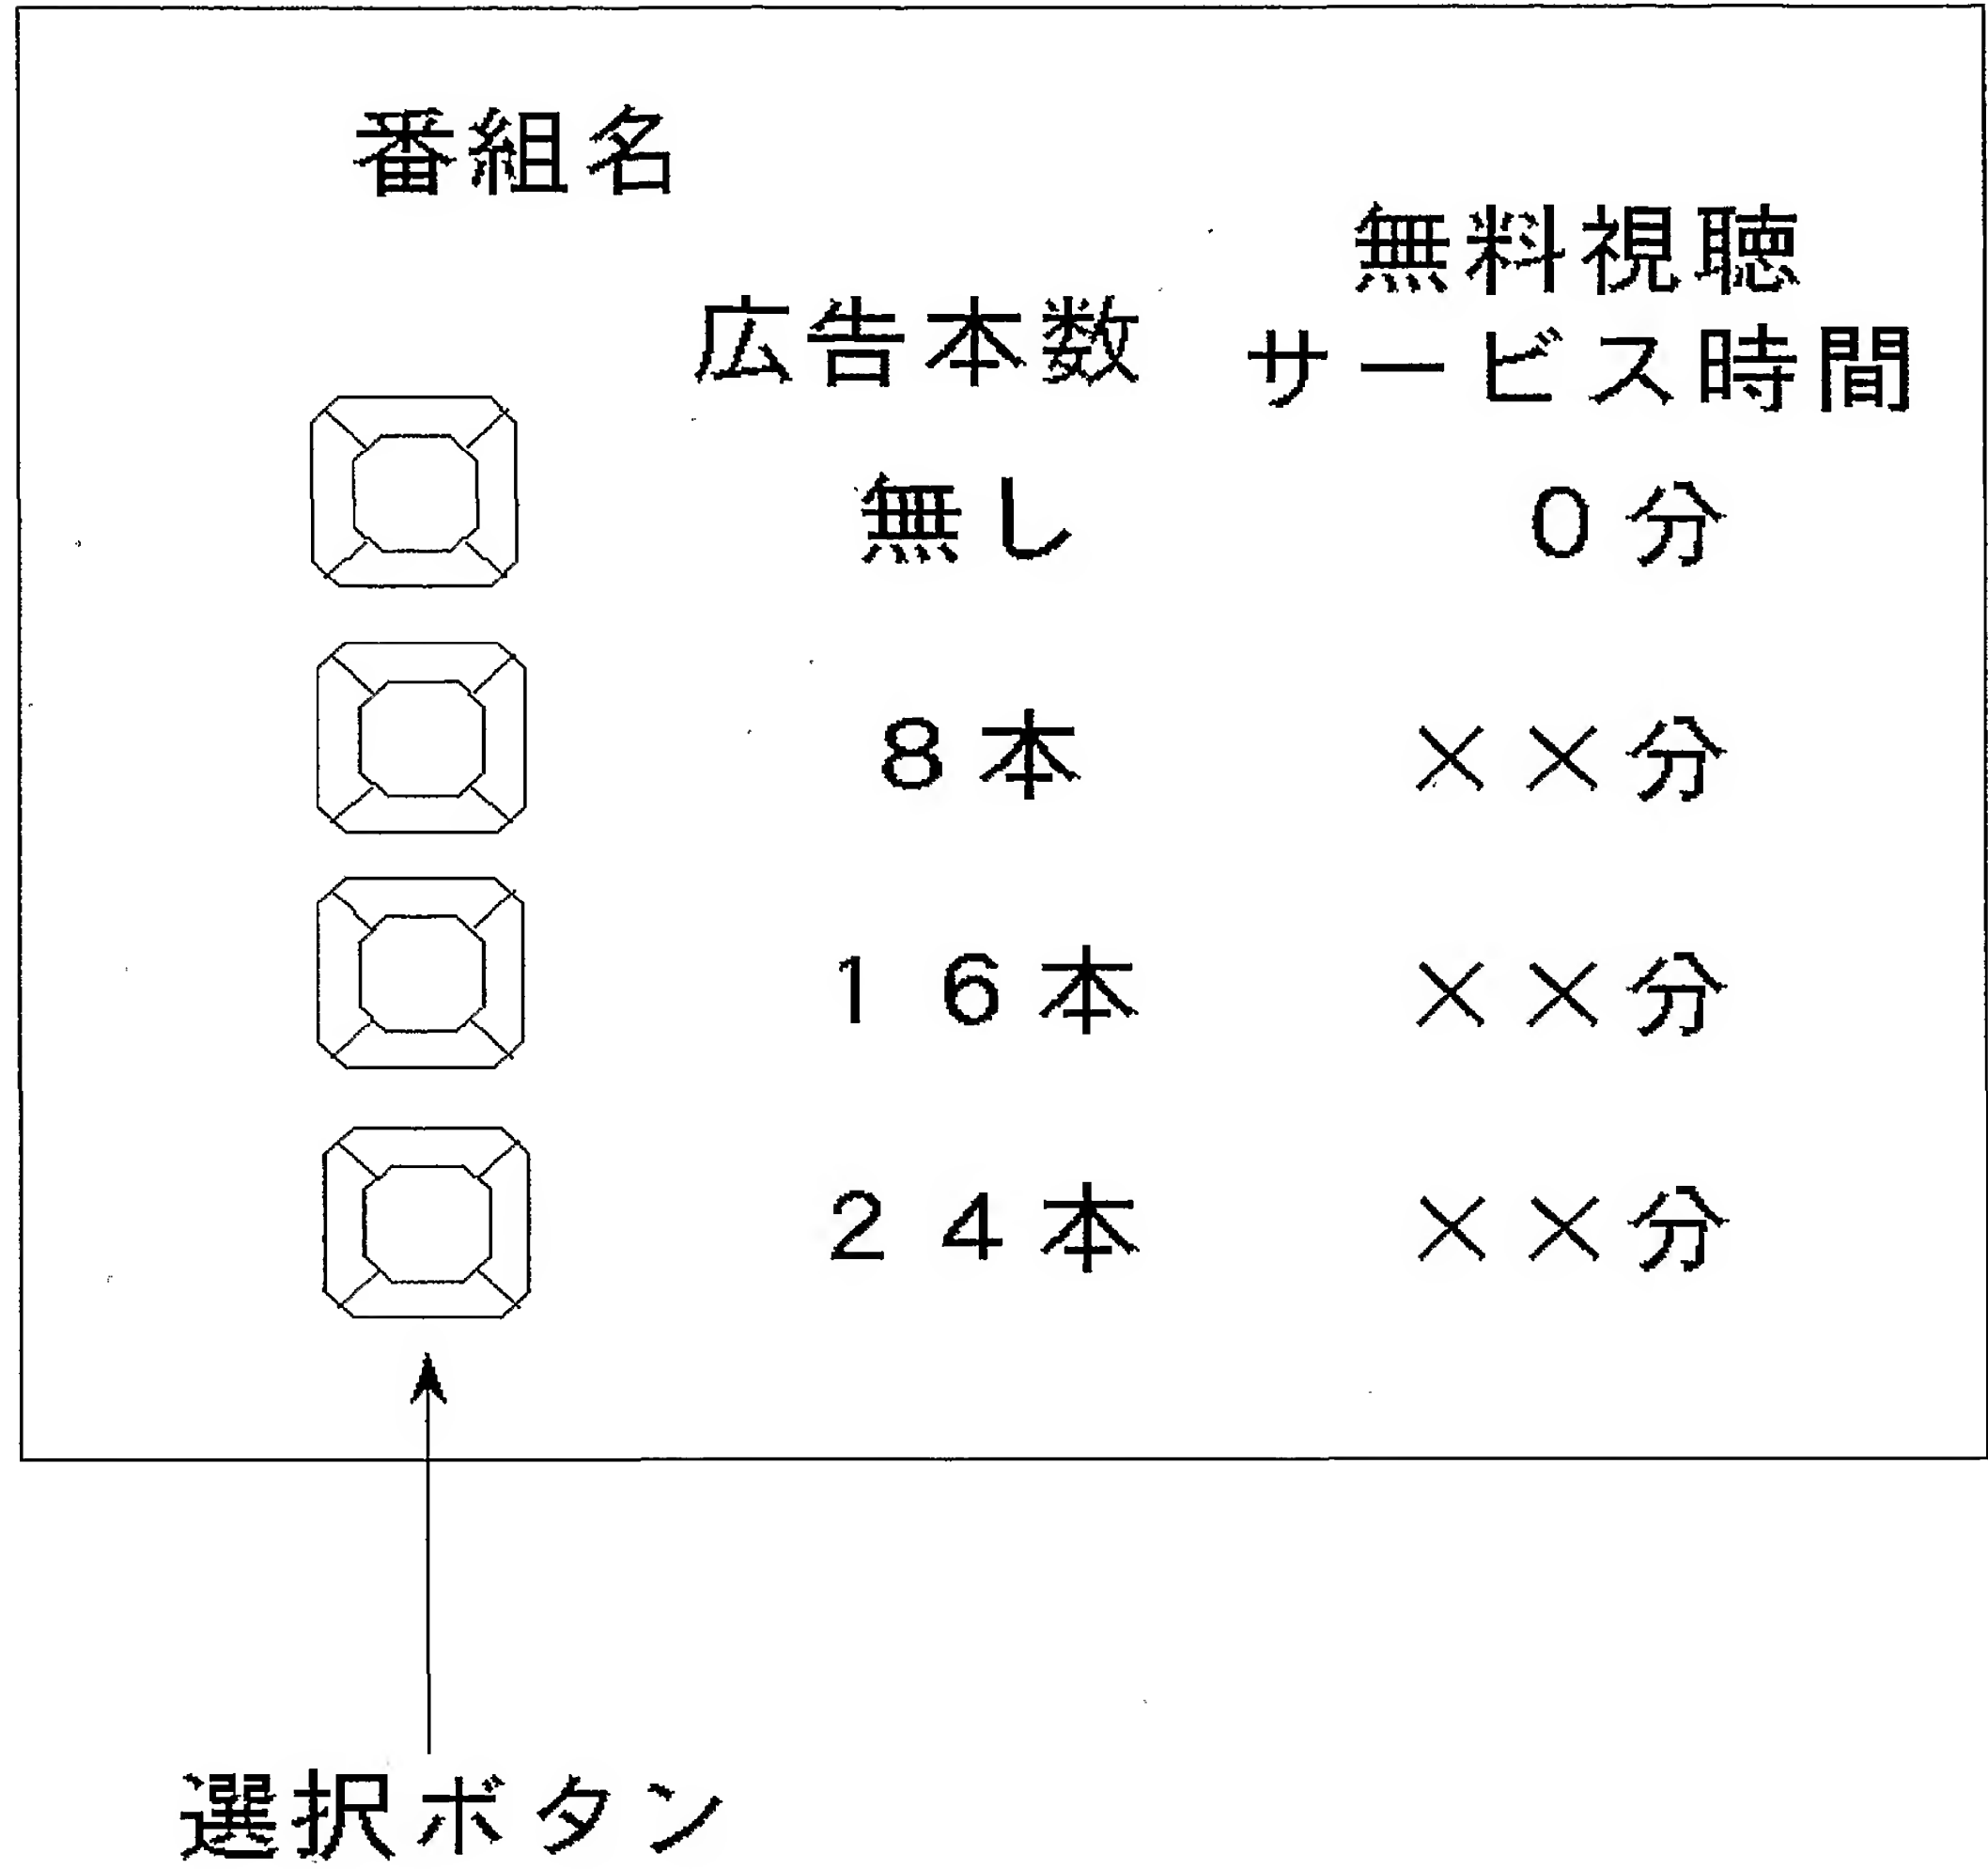 番組名
無料視聴
広告本数 サービス時間
無し ０分
８本 ××分
１６本 ××分
２４本 ××分
選択ボタン